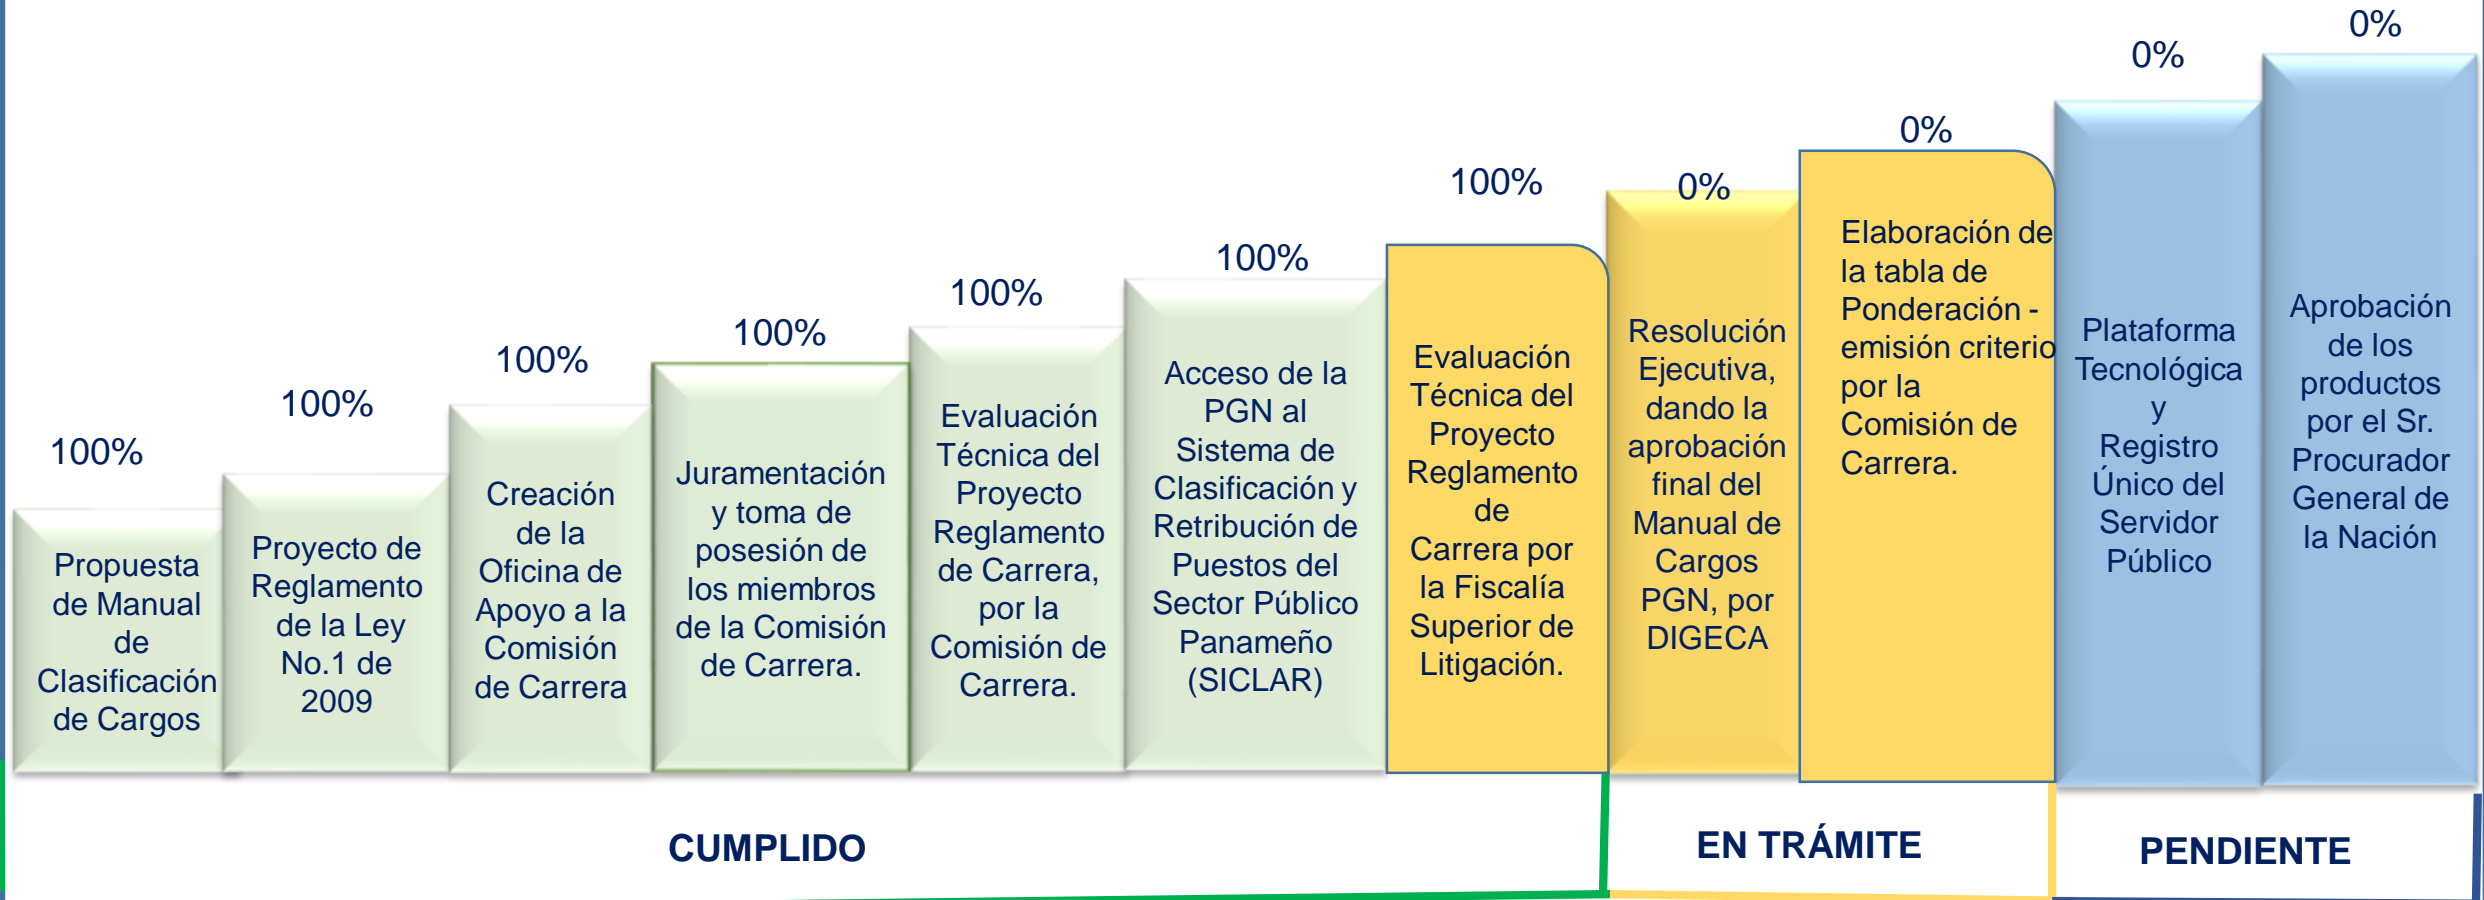 100%
Propuesta
de Manual
de
Clasificación
de Cargos
100%
Proyecto de
Reglamento
de la Ley
No.1 de
2009
100%
Creación
de la
Oficina de
Apoyo a la
Comisión
de Carrera
100%
Juramentación
y toma de
posesión de
los miembros
de la Comisión
de Carrera.
100%
Evaluación
Técnica del
Proyecto
Reglamento
de Carrera,
por la
Comisión de
Carrera.
100%
Acceso de la
PGN al
Sistema de
Clasificación y
Retribución de
Puestos del
Sector Público
Panameño
(SICLAR)
100%
Evaluación
Técnica del
Proyecto
Reglamento
de
Carrera por
la Fiscalía
Superior de
Litigación.
0%
Resolución
Ejecutiva,
dando la
aprobación
final del
Manual de
Cargos
PGN, por
DIGECA
0%
Elaboración de
la tabla de
Ponderación -
emisión criterio
por la
Comisión de
Carrera.
0%
Plataforma
Tecnológica
y
Registro
Único del
Servidor
Público
0%
Aprobación
de los
productos
por el Sr.
Procurador
General de
la Nación
CUMPLIDO
EN TRÁMITE
PENDIENTE